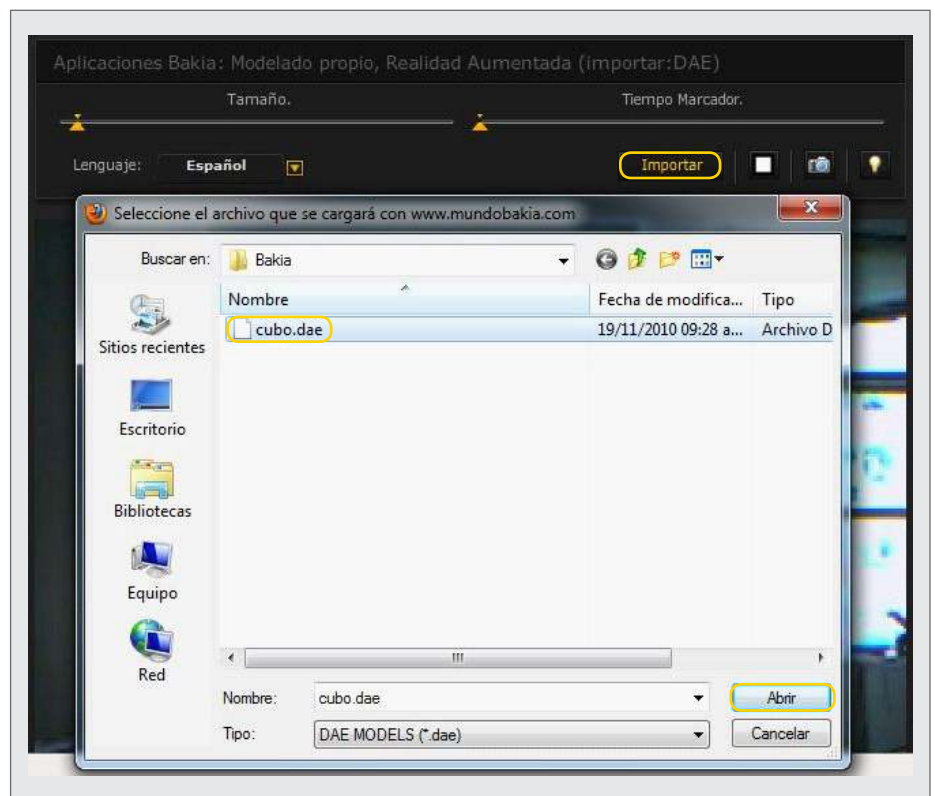 Aplicaciones Bakia: Modelado propio, Realidad Aumentada (importar:DAE)
Tamaño. Tiempo Marcador.
Lenguaje: Español Importar
Seleccione el archivo que se cargará con www.mundobakia.com
Buscar en: Bakia
Nombre Fecha de modifica... Tipo
cubo.dae 19/11/2010 09:28 a... Archivo D
Sitios recientes
Escritorio
Bibliotecas
Equipo
Red
Nombre: cubo.dae Abrir
Tipo: DAE MODELS (*.dae) Cancelar